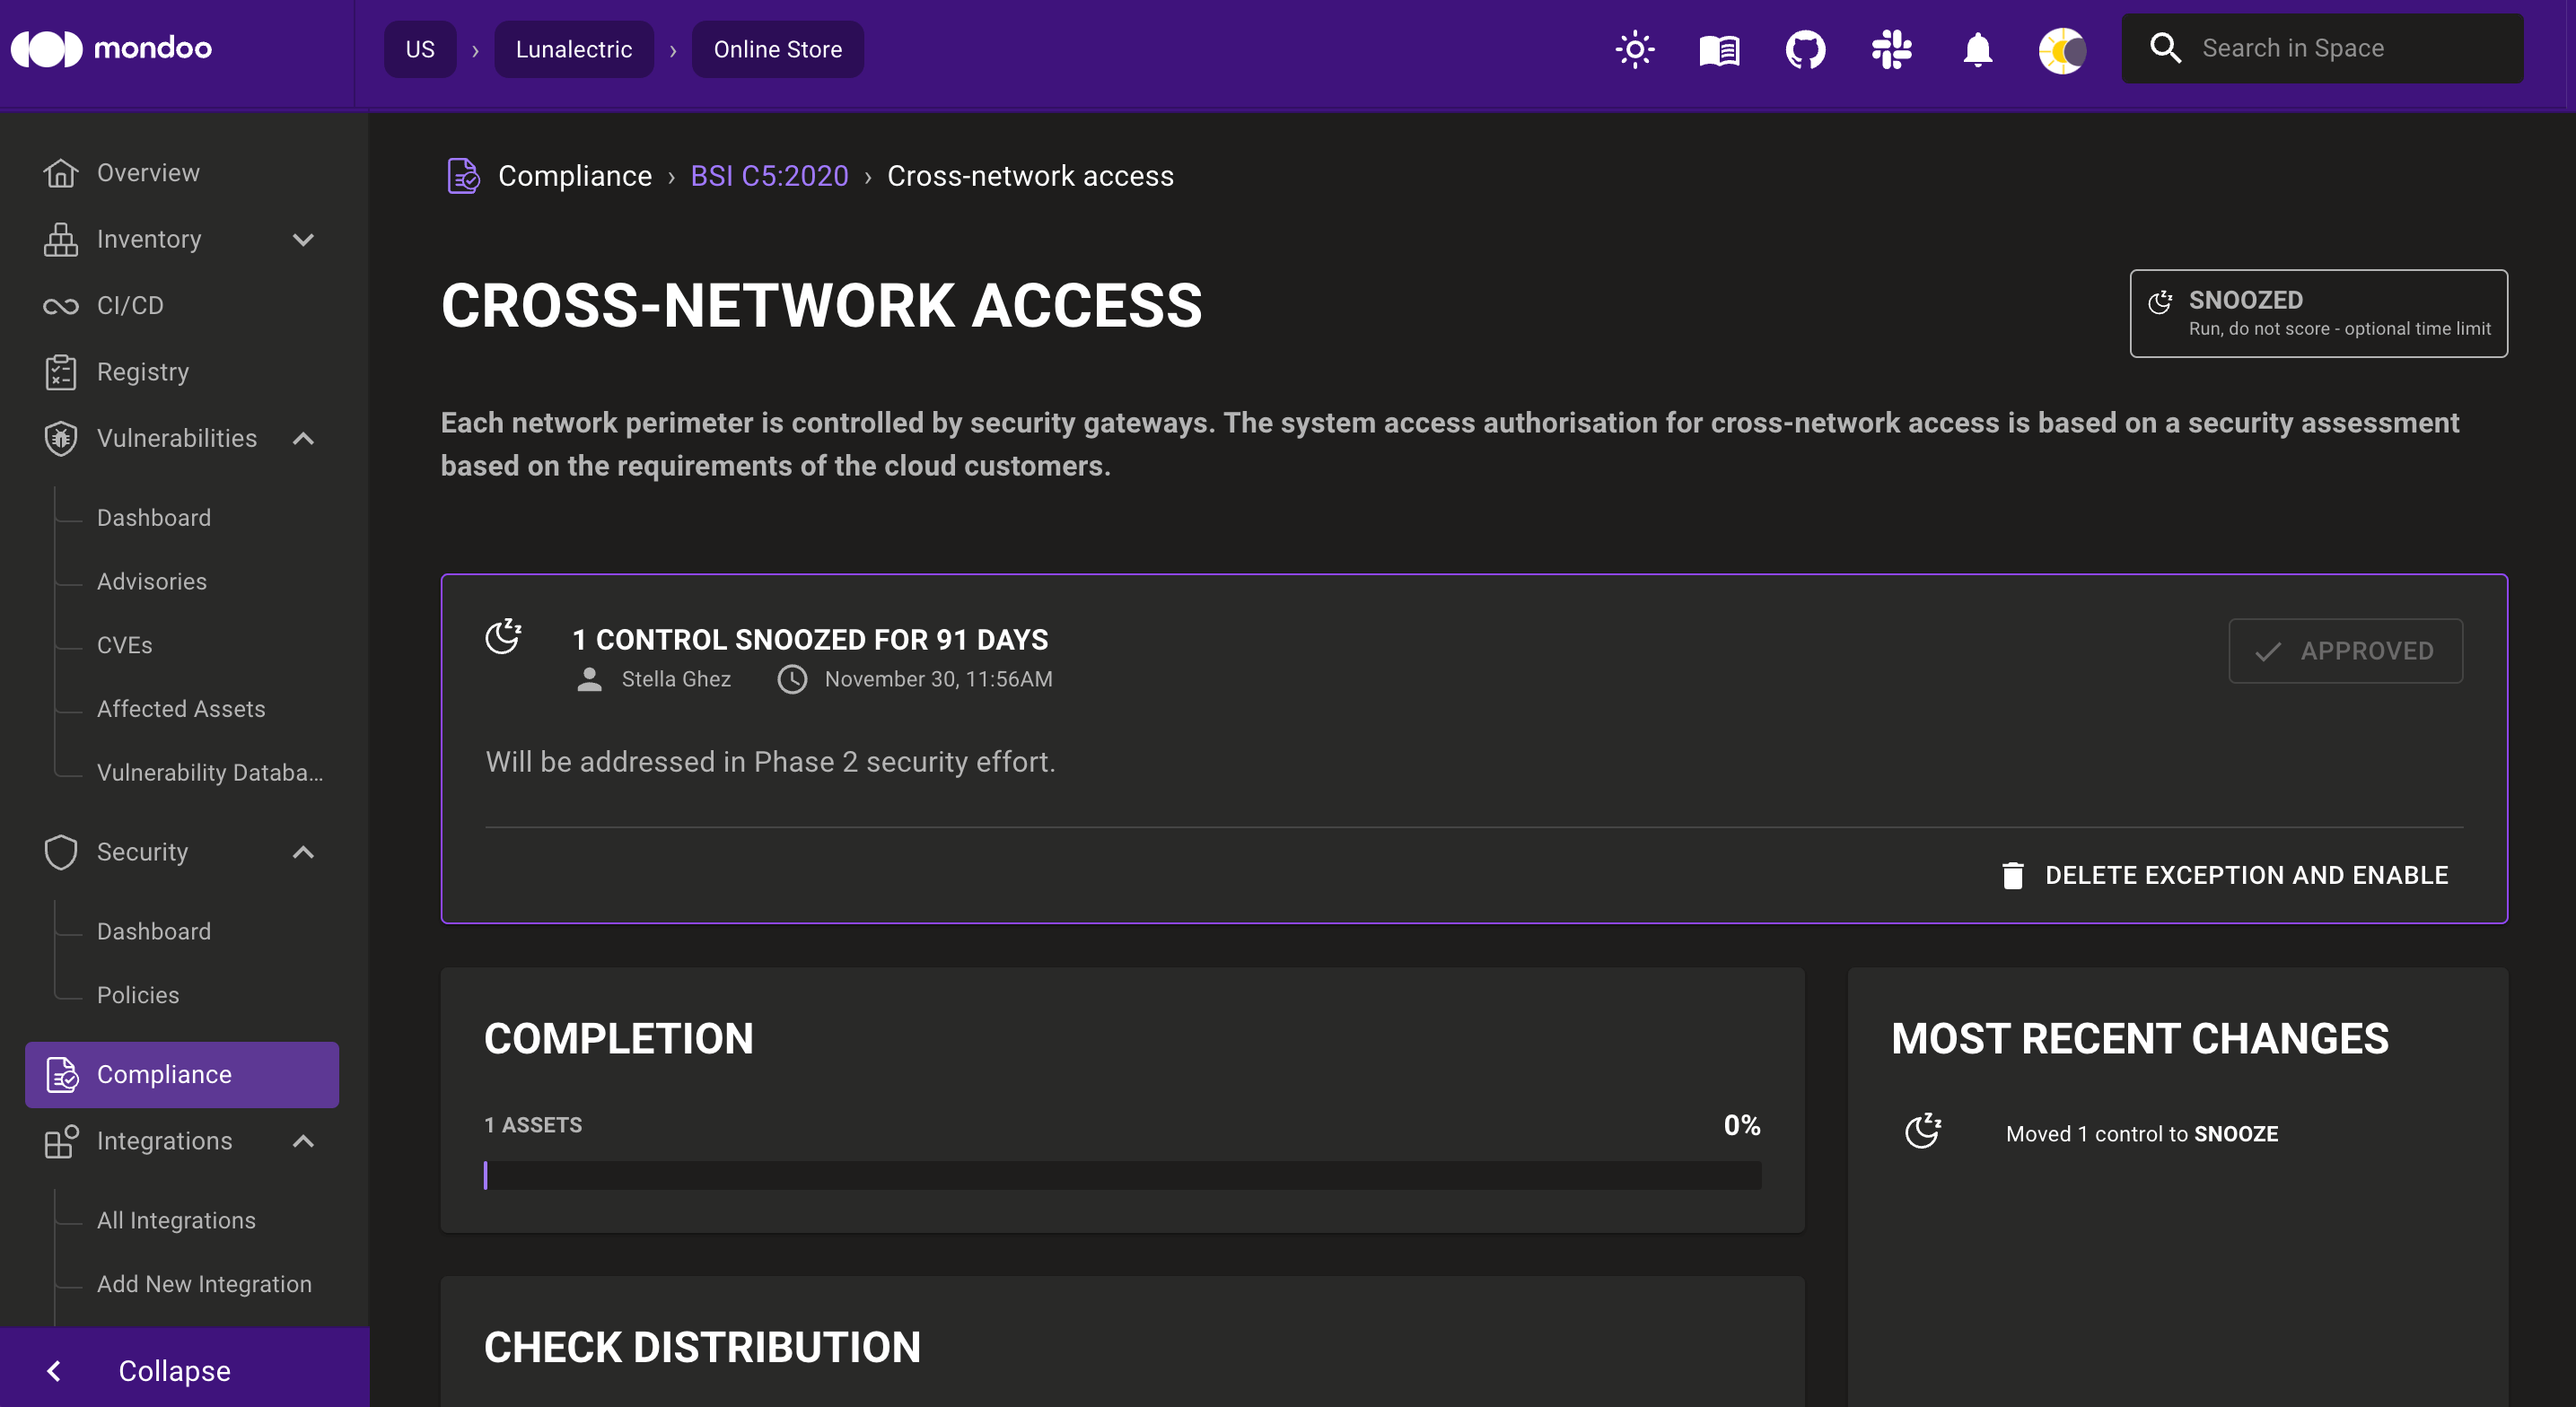 mondoo
US › Lunalectric › Online Store
Search in Space
Overview
Inventory
CI/CD
Registry
Vulnerabilities
Dashboard
Advisories
CVEs
Affected Assets
Vulnerability Databa...
Security
Dashboard
Policies
Compliance
Integrations
All Integrations
Add New Integration
Collapse
Compliance › BSI C5:2020 › Cross-network access
CROSS-NETWORK ACCESS
SNOOZED
Run, do not score - optional time limit
Each network perimeter is controlled by security gateways. The system access authorisation for cross-network access is based on a security assessment
based on the requirements of the cloud customers.
1 CONTROL SNOOZED FOR 91 DAYS
Stella Ghez November 30, 11:56AM
APPROVED
Will be addressed in Phase 2 security effort.
DELETE EXCEPTION AND ENABLE
COMPLETION
1 ASSETS 0%
CHECK DISTRIBUTION
MOST RECENT CHANGES
Moved 1 control to SNOOZE